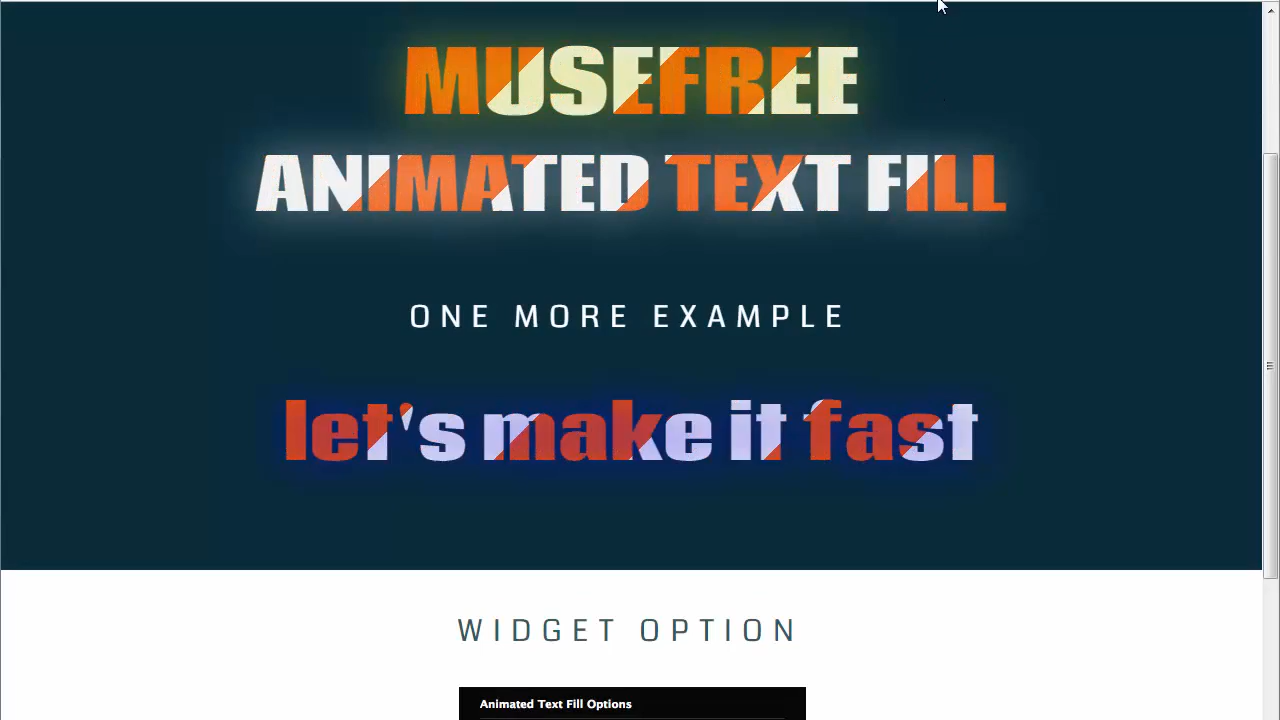 MUSEFREE
ANIMATED TEXT FILL
ONE MORE EXAMPLE
let's make it fast
WIDGET OPTION
Animated Text Fill Options